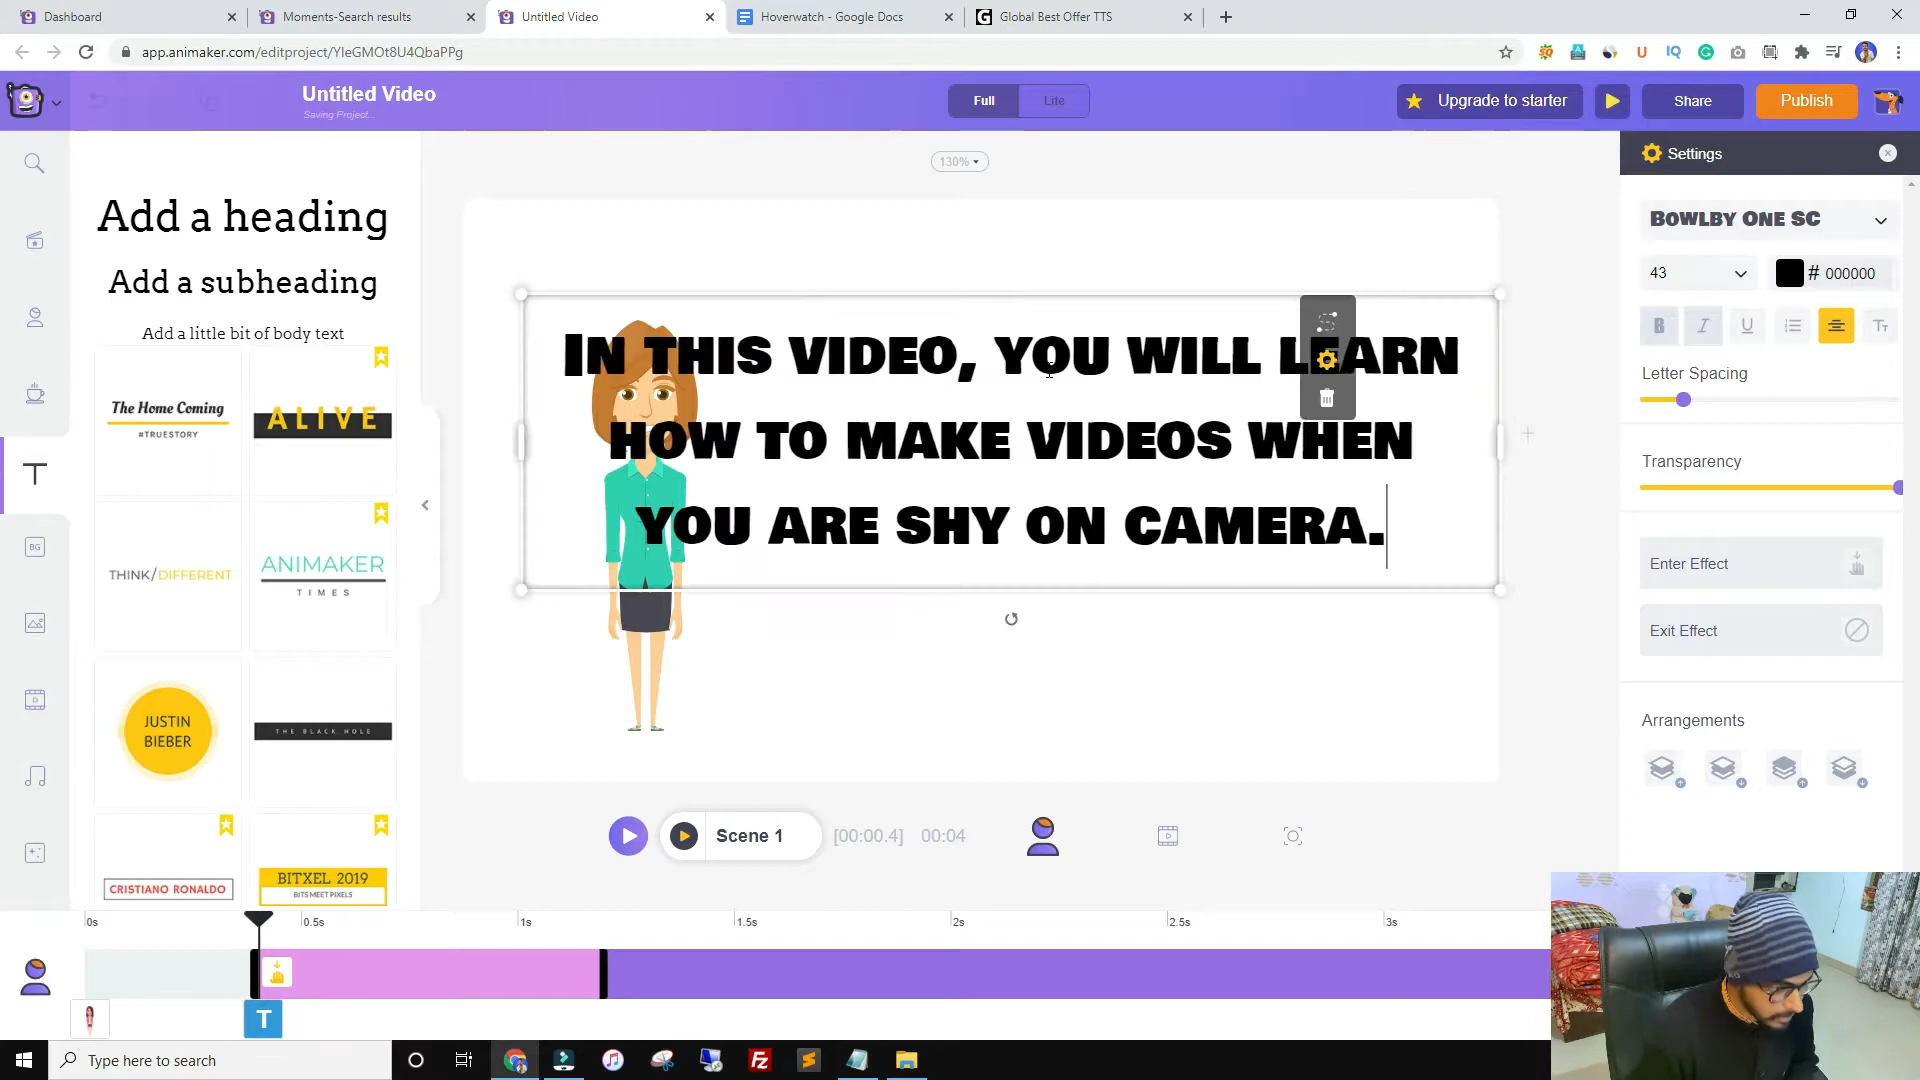 Dashboard
Moments-Search results
Untitled Video
Hoverwatch - Google Docs
Global Best Offer TTS
app.animaker.com/editproject/YIeGMOt8U4QbaPPg
Untitled Video
Saving Project...
Full
Lite
Upgrade to starter
Share
Publish
130%
Settings
Add a heading
Add a subheading
Add a little bit of body text
The Home Coming
#TRUESTORY
ALIVE
THINK/DIFFERENT
ANIMAKER
TIMES
JUSTIN
BIEBER
THE BLACK HOLE
CRISTIANO RONALDO
BITXEL 2019
BITS MEET PIXELS
BG
In this video, you will learn
how to make videos when
you are shy on camera.
Bowlby One SC
43
# 000000
B I U
Letter Spacing
Transparency
Enter Effect
Exit Effect
Arrangements
Scene 1
[00:00.4]
00:04
0s
0.5s
1s
1.5s
2s
2.5s
3s
T
Type here to search